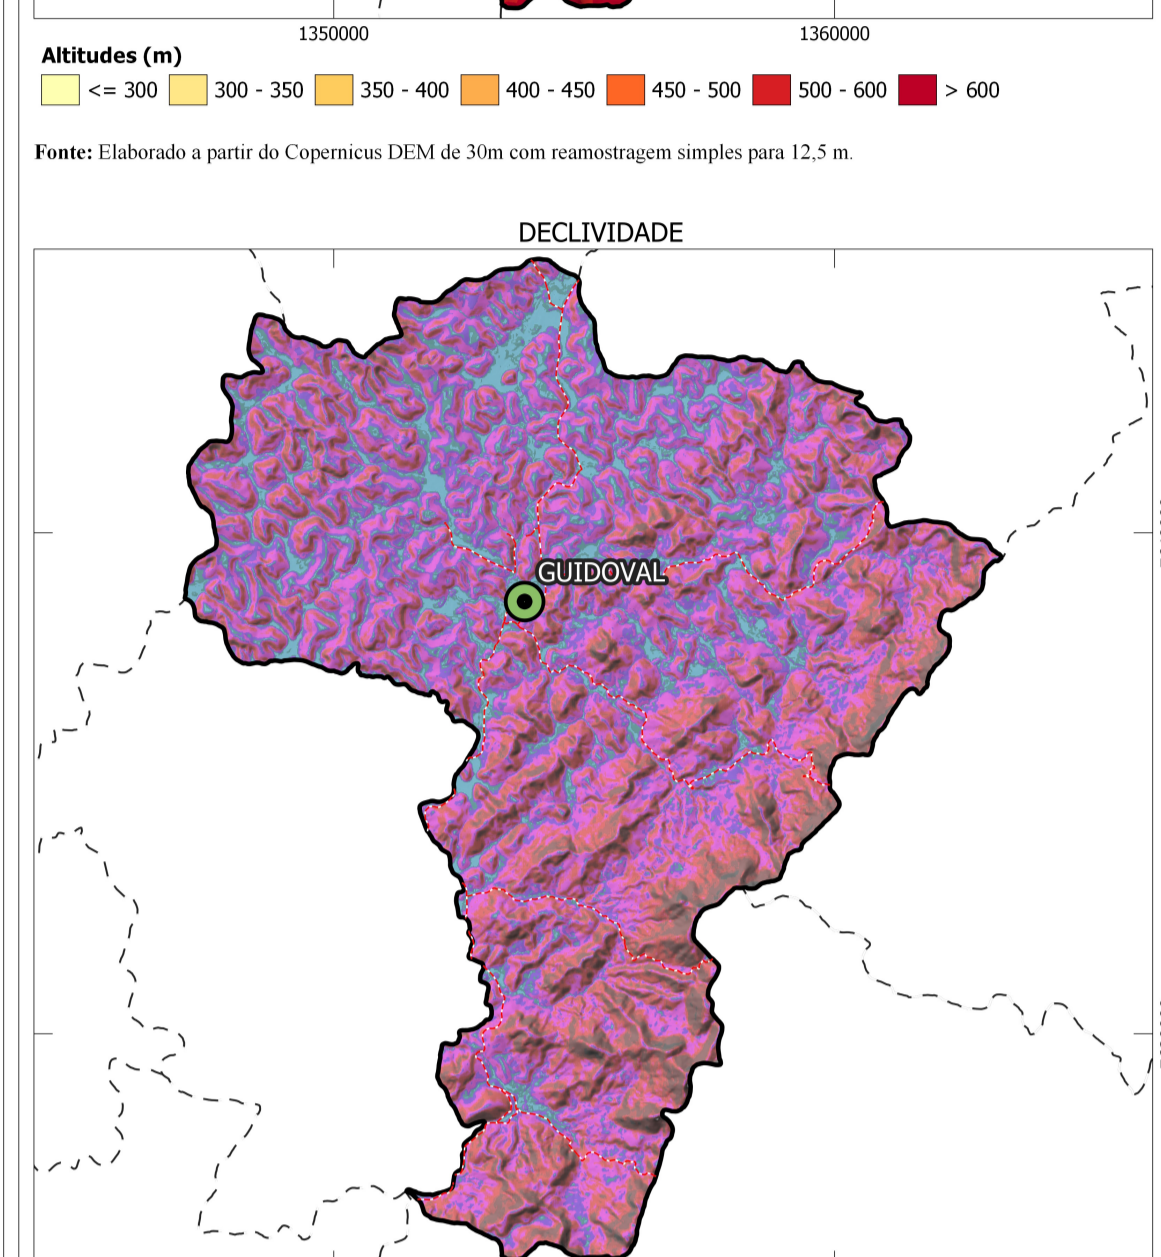 1350000 1360000
Altitudes (m)
<= 300 300 - 350 350 - 400 400 - 450 450 - 500 500 - 600 > 600
Fonte: Elaborado a partir do Copernicus DEM de 30m com reamostragem simples para 12,5 m.
DECLIVIDADE
GUIDOVAL